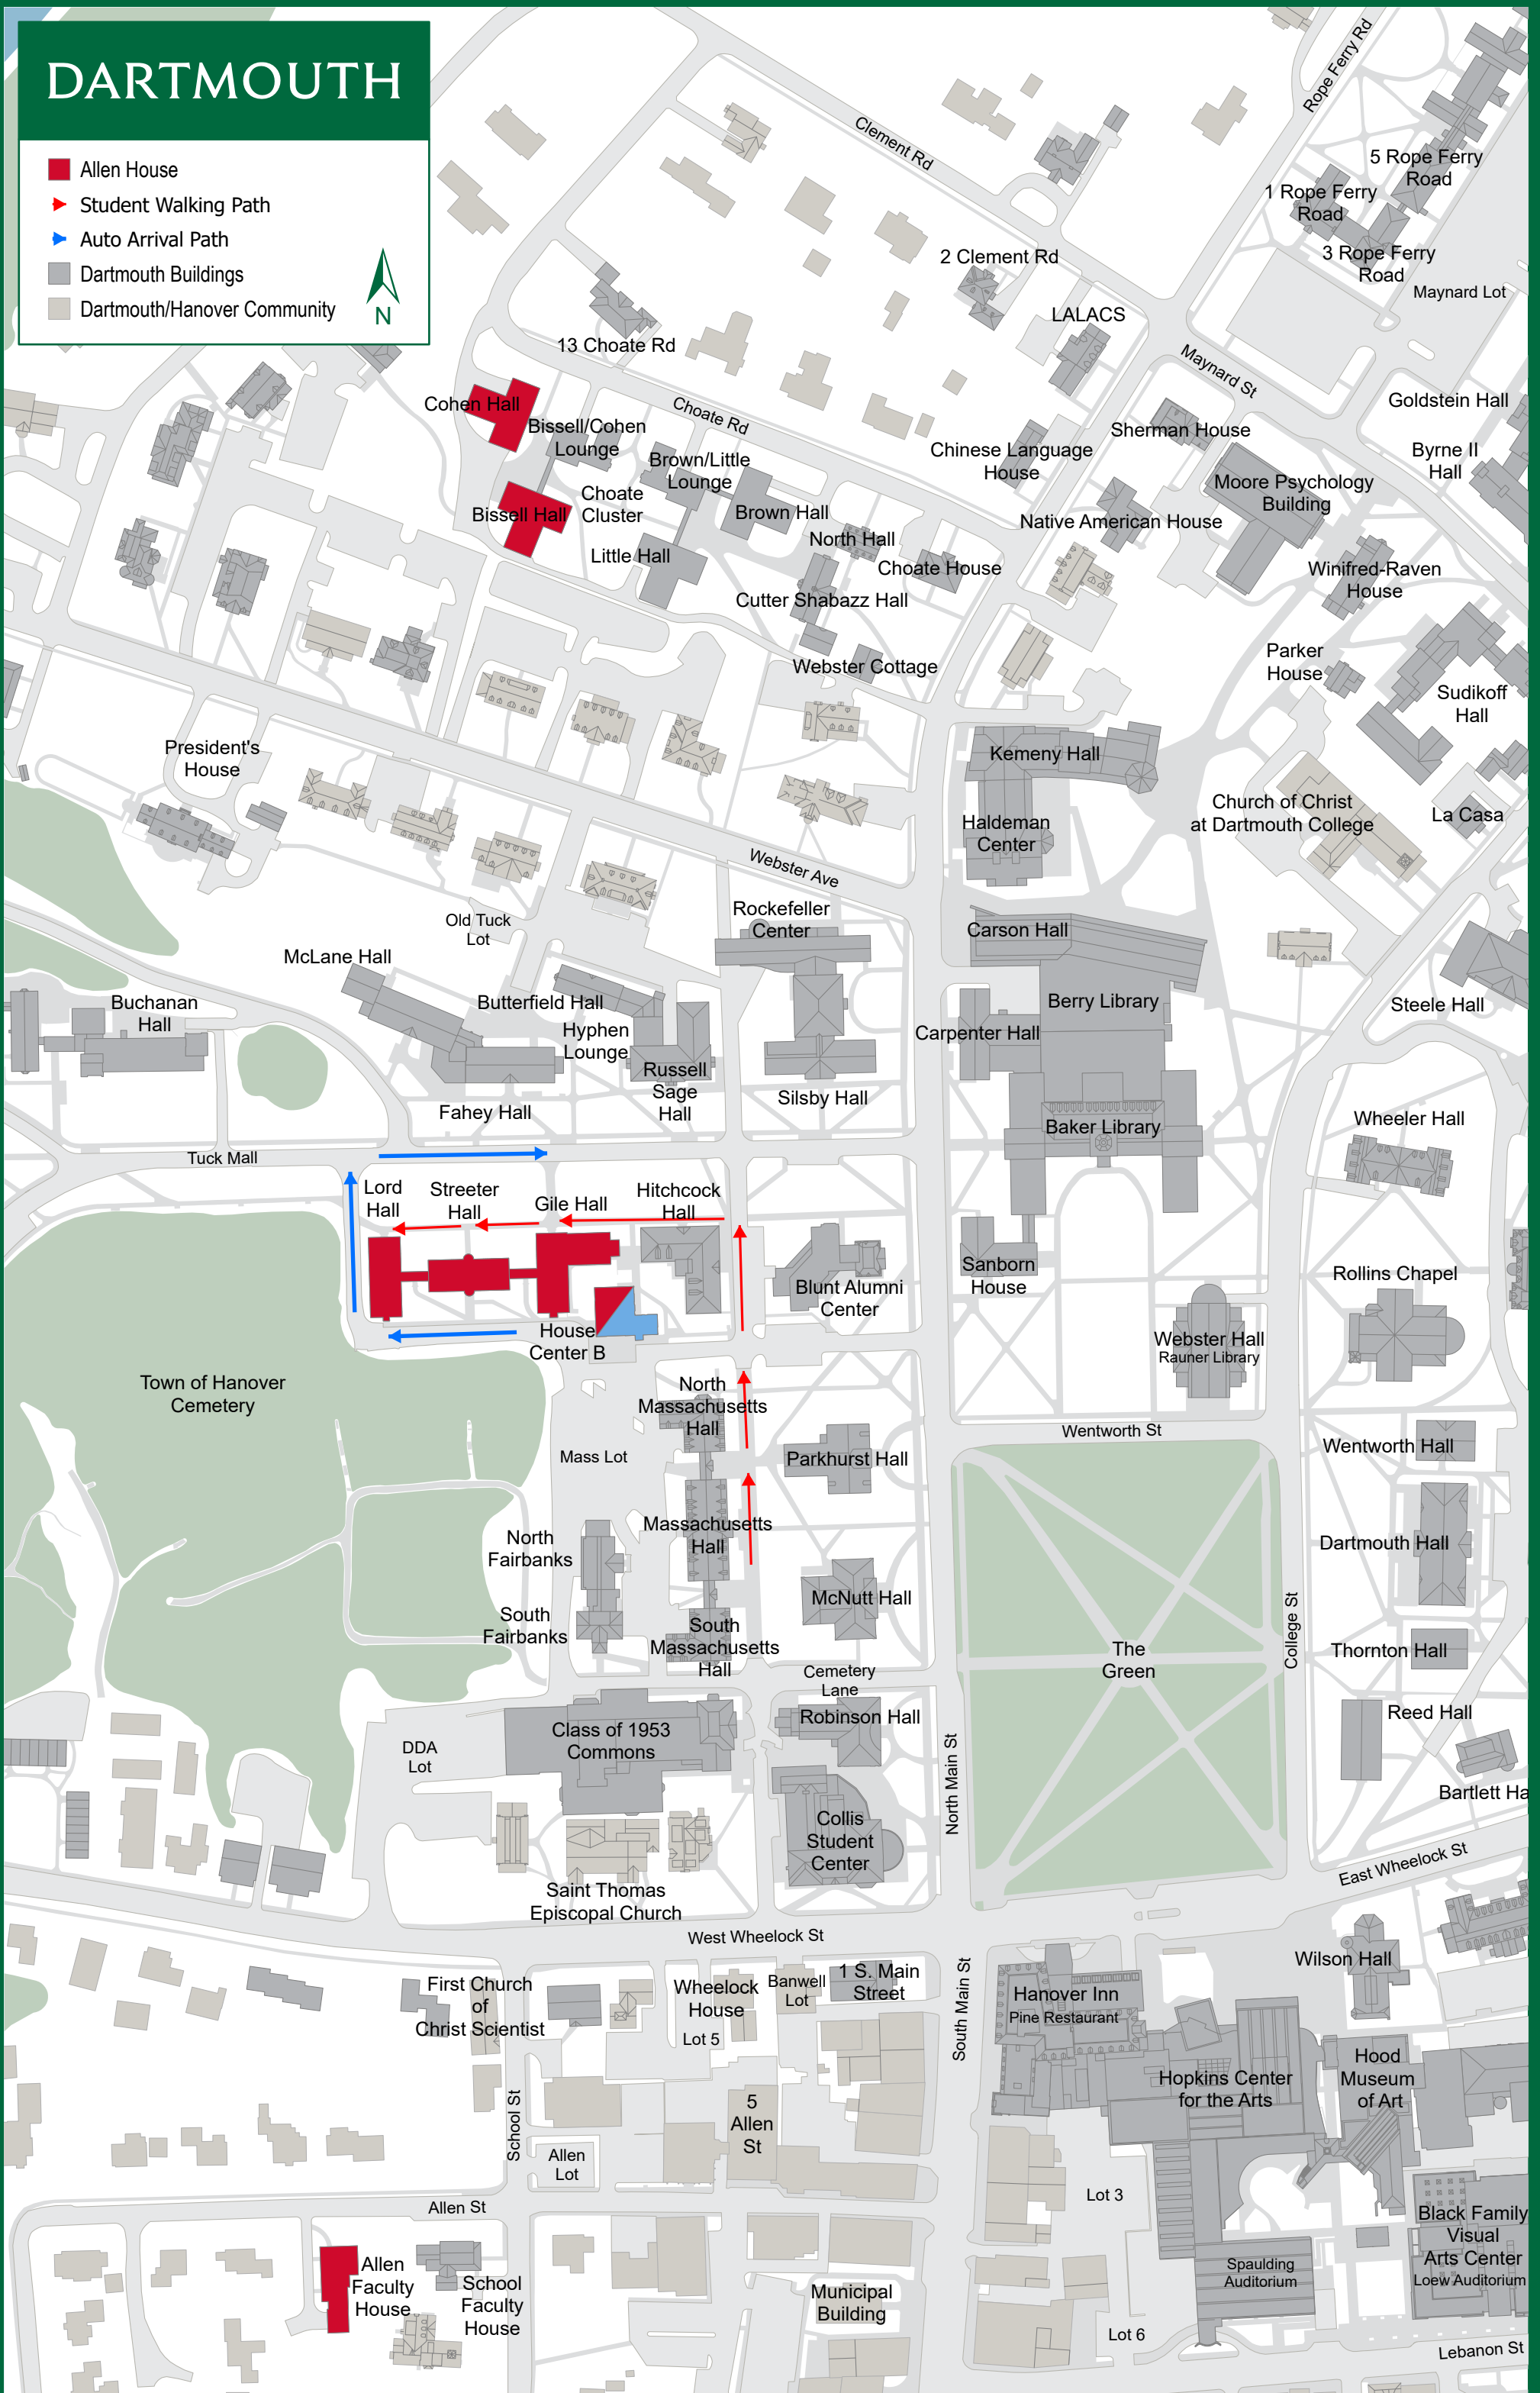 DARTMOUTH
Allen House
Student Walking Path
Auto Arrival Path
Dartmouth Buildings
Dartmouth/Hanover Community
N
Rope Ferry Rd
Clement Rd
5 Rope Ferry
Road
1 Rope Ferry
Road
3 Rope Ferry
Road
Maynard Lot
2 Clement Rd
LALACS
13 Choate Rd
Maynard St
Cohen Hall
Choate Rd
Goldstein Hall
Bissell/Cohen
Lounge
Sherman House
Chinese Language
House
Byrne II
Hall
Brown/Little
Lounge
Moore Psychology
Building
Choate
Cluster
Bissell Hall
Brown Hall
Native American House
North Hall
Little Hall
Choate House
Winifred-Raven
House
Cutter Shabazz Hall
Webster Cottage
Parker
House
Sudikoff
Hall
President's
House
Kemeny Hall
Church of Christ
at Dartmouth College
La Casa
Haldeman
Center
Webster Ave
Old Tuck
Lot
Rockefeller
Center
Carson Hall
McLane Hall
Buchanan
Hall
Butterfield Hall
Berry Library
Steele Hall
Hyphen
Lounge
Carpenter Hall
Russell
Sage
Hall
Silsby Hall
Fahey Hall
Wheeler Hall
Baker Library
Tuck Mall
Lord
Hall
Streeter
Hall
Gile Hall
Hitchcock
Hall
Sanborn
House
Rollins Chapel
Blunt Alumni
Center
House
Center B
Webster Hall
Rauner Library
Town of Hanover
Cemetery
North
Massachusetts
Hall
Wentworth St
Wentworth Hall
Mass Lot
Parkhurst Hall
Massachusetts
Hall
Dartmouth Hall
North
Fairbanks
McNutt Hall
College St
South
Fairbanks
South
Massachusetts
Hall
The
Green
Thornton Hall
Cemetery
Lane
Robinson Hall
Reed Hall
Class of 1953
Commons
DDA
Lot
North Main St
Bartlett Ha
Collis
Student
Center
East Wheelock St
Saint Thomas
Episcopal Church
West Wheelock St
Wilson Hall
First Church
of
Christ Scientist
Wheelock
House
Banwell
Lot
1 S. Main
Street
South Main St
Hanover Inn
Pine Restaurant
Lot 5
Hood
Museum
of Art
Hopkins Center
for the Arts
School St
5
Allen
St
Allen
Lot
Lot 3
Allen St
Black Family
Visual
Arts Center
Loew Auditorium
Allen
Faculty
House
School
Faculty
House
Spaulding
Auditorium
Municipal
Building
Lot 6
Lebanon St